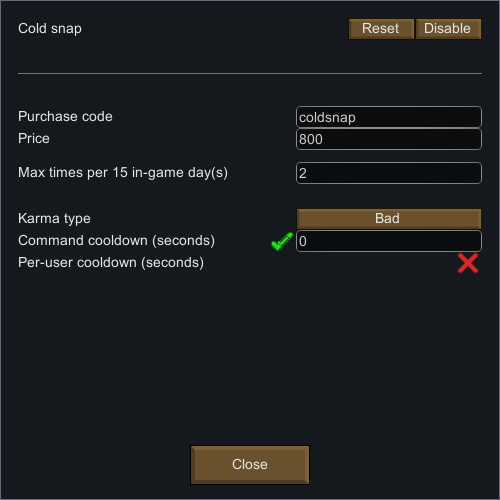 Cold snap Reset Disable
Purchase code coldsnap
Price 800
Max times per 15 in-game day(s) 2
Karma type Bad
Command cooldown (seconds) 0
Per-user cooldown (seconds)
Close